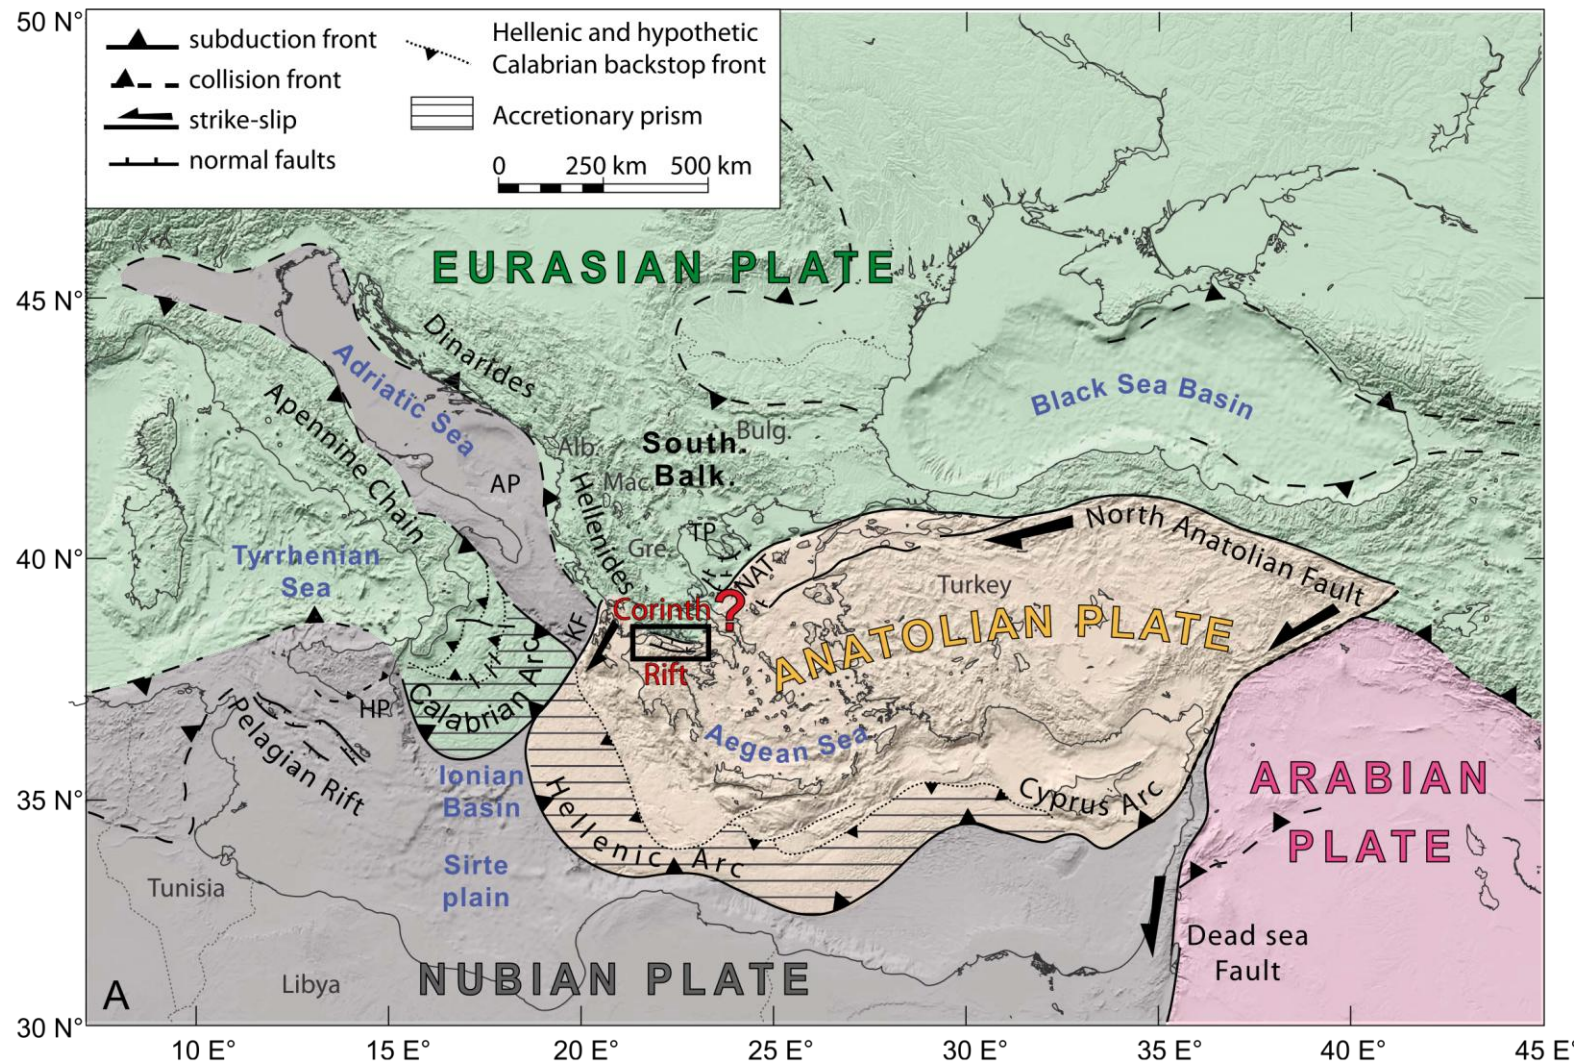 50 N°
45 N°
40 N°
35 N°
30 N°
subduction front
collision front
strike-slip
normal faults
Hellenic and hypothetic
Calabrian backstop front
Accretionary prism
0 250 km 500 km
EURASIAN PLATE
Dinarides
Adriatic Sea
Apennine Chain
Black Sea Basin
Bulg.
South.
Balk.
Alb.
Mac.
AP
Hellenides
TP
Gre.
NAT
North Anatolian Fault
Tyrrhenian
Sea
Turkey
Corinth
?
Rift
KF
ANATOLIAN PLATE
Calabrian Arc
HP
Pelagian Rift
Aegean Sea
Ionian
Basin
Hellenic Arc
Cyprus Arc
ARABIAN
PLATE
Sirte
plain
Tunisia
Libya
NUBIAN PLATE
Dead sea
Fault
A
10 E°
15 E°
20 E°
25 E°
30 E°
35 E°
40 E°
45 E°